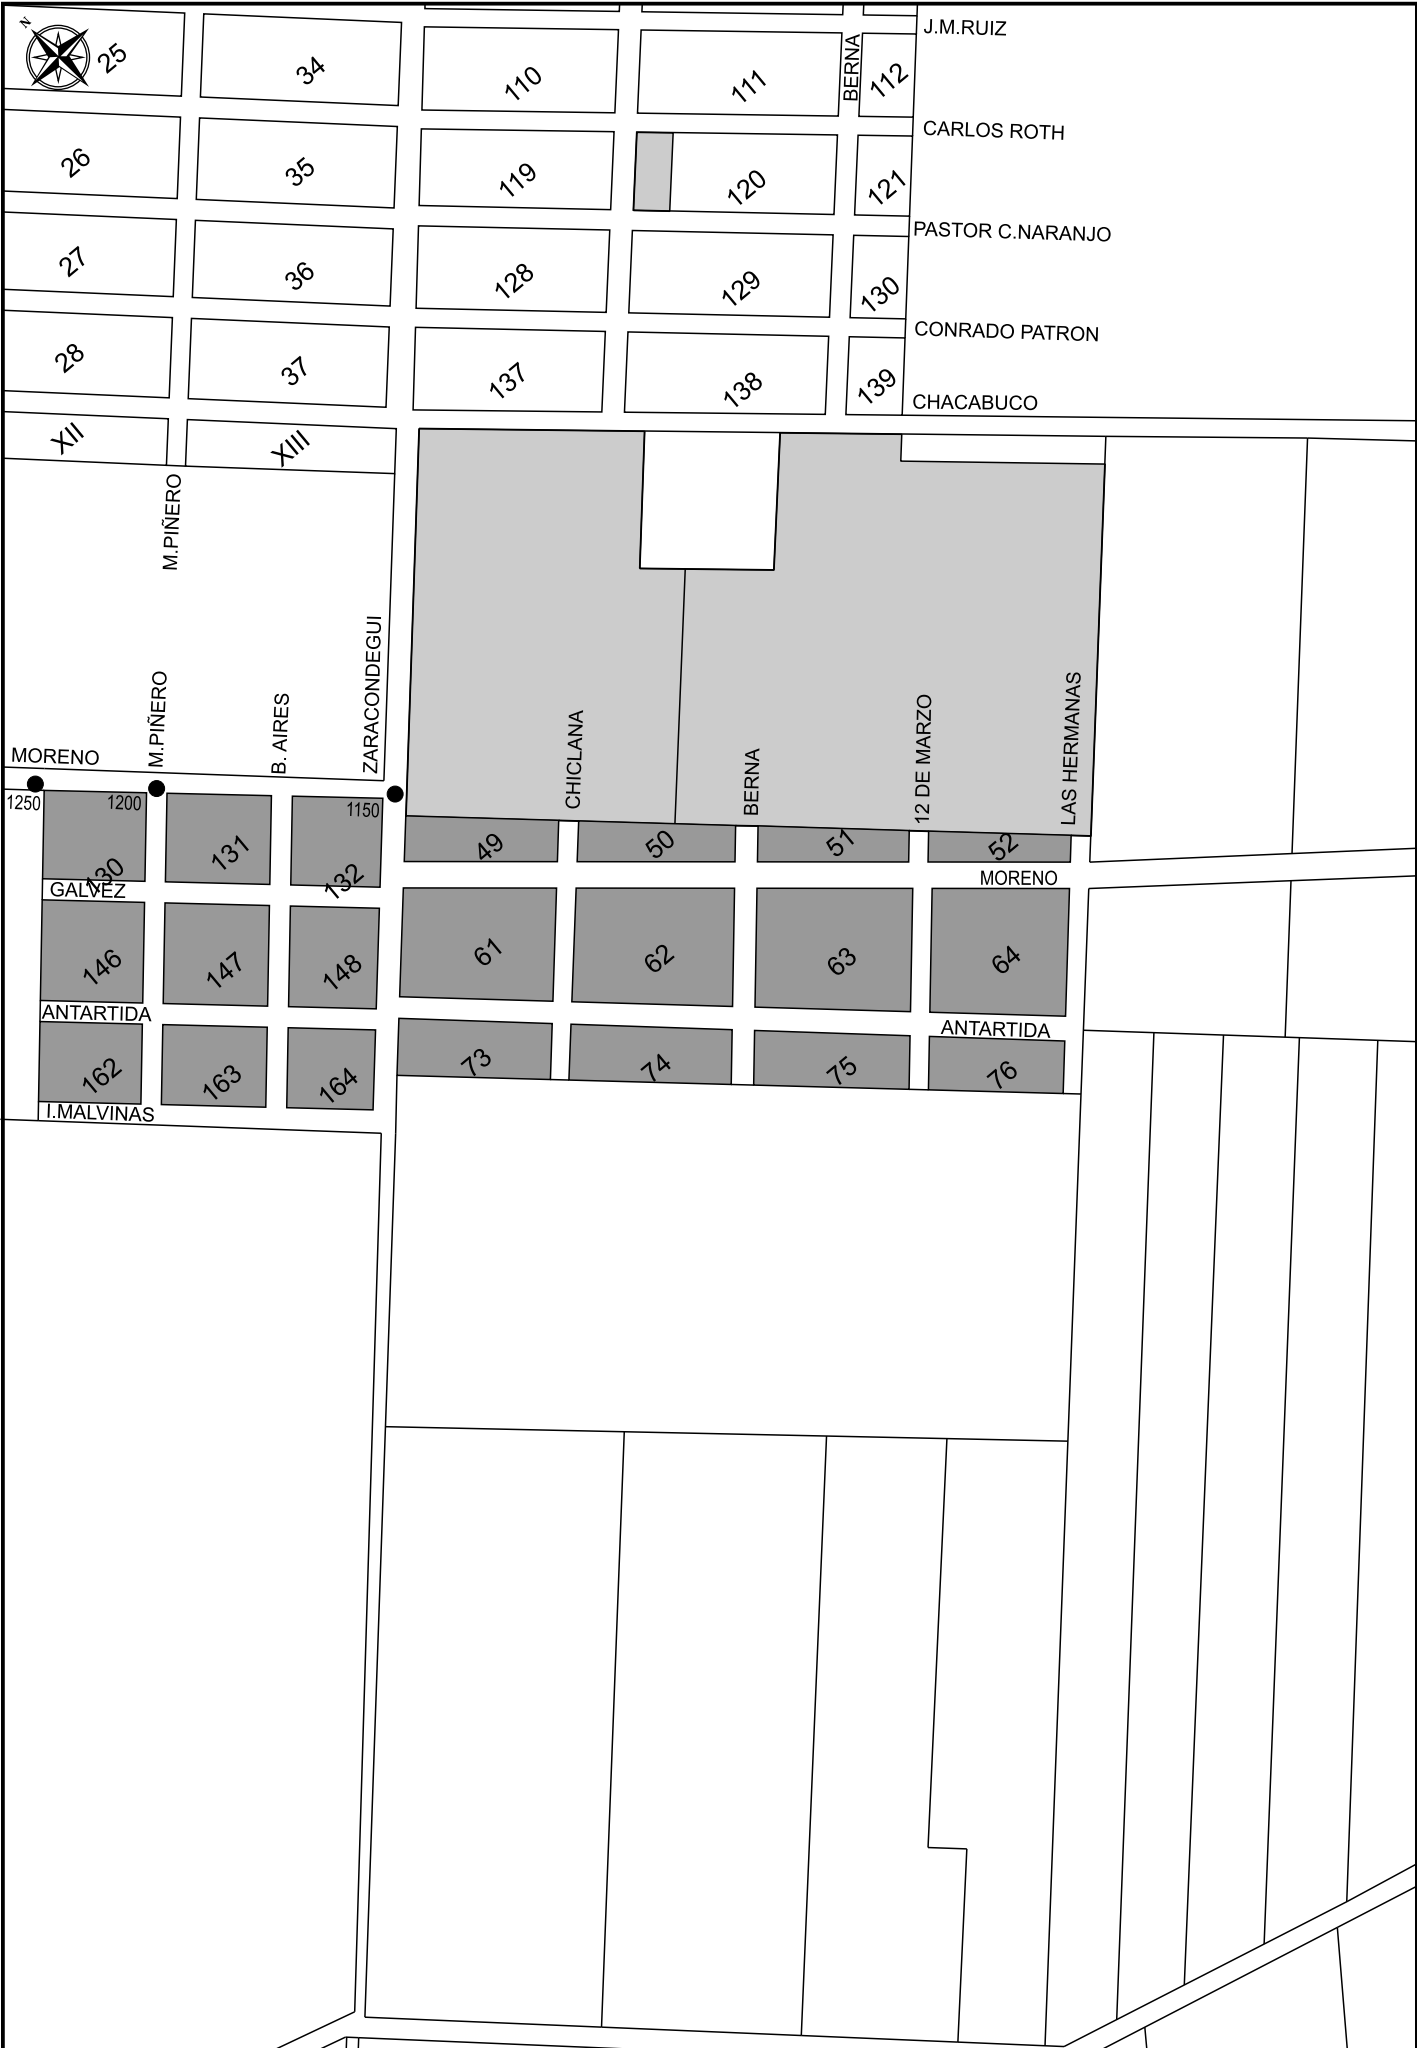 N
J.M.RUIZ
25
34
110
111
BERNA
112
CARLOS ROTH
26
35
119
120
121
PASTOR C.NARANJO
27
36
128
129
130
CONRADO PATRON
28
37
137
138
139
CHACABUCO
XII
XIII
M.PIÑERO
ZARACONDEGUI
M.PIÑERO
B. AIRES
CHICLANA
BERNA
12 DE MARZO
LAS HERMANAS
MORENO
1250
1200
1150
130
131
132
49
50
51
52
GALVEZ
MORENO
146
147
148
61
62
63
64
ANTARTIDA
ANTARTIDA
162
163
164
73
74
75
76
I.MALVINAS